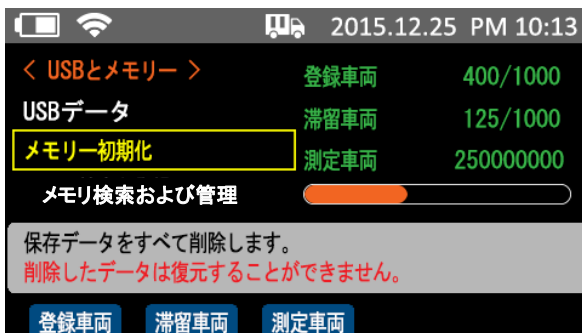 2015.12.25 PM 10:13
< USBとメモリー >
登録車両 400/1000
USBデータ
滞留車両 125/1000
メモリー初期化
測定車両 250000000
メモリ検索および管理
保存データをすべて削除します。
削除したデータは復元することができません。
登録車両 滞留車両 測定車両